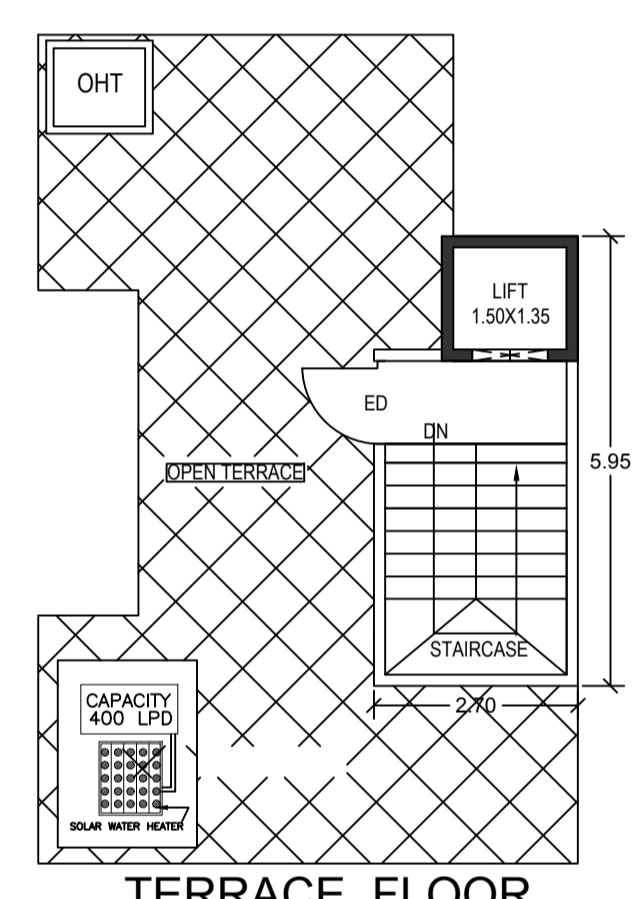 OHT
LIFT
1.50X1.35
ED
DN
OPEN TERRACE
5.95
STAIRCASE
2.70
CAPACITY
400 LPD
SOLAR WATER HEATER
TERRACE FLOOR